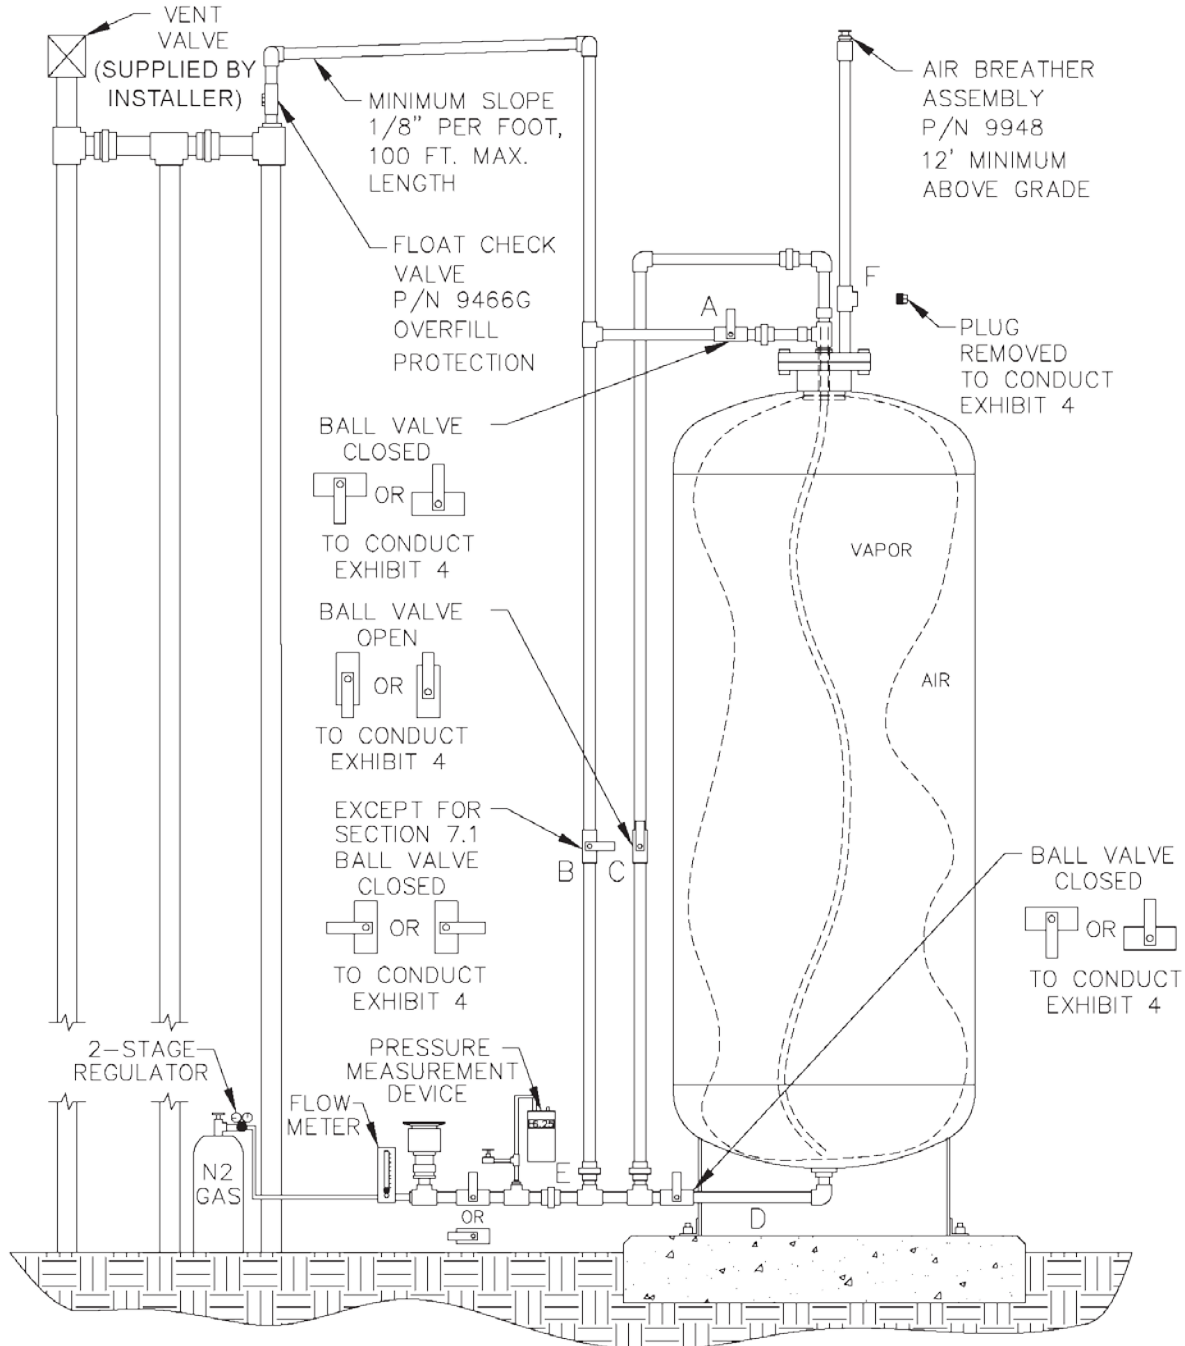 VENT
VALVE
(SUPPLIED BY
INSTALLER)
MINIMUM SLOPE
1/8" PER FOOT,
100 FT. MAX.
LENGTH
AIR BREATHER
ASSEMBLY
P/N 9948
12' MINIMUM
ABOVE GRADE
FLOAT CHECK
VALVE
P/N 9466G
OVERFILL
PROTECTION
A
F
PLUG
REMOVED
TO CONDUCT
EXHIBIT 4
BALL VALVE
CLOSED
OR
TO CONDUCT
EXHIBIT 4
VAPOR
AIR
BALL VALVE
OPEN
OR
TO CONDUCT
EXHIBIT 4
EXCEPT FOR
SECTION 7.1
BALL VALVE
CLOSED
OR
TO CONDUCT
EXHIBIT 4
B
C
BALL VALVE
CLOSED
OR
TO CONDUCT
EXHIBIT 4
2-STAGE
REGULATOR
PRESSURE
MEASUREMENT
DEVICE
FLOW
METER
N2
GAS
OR
E
D